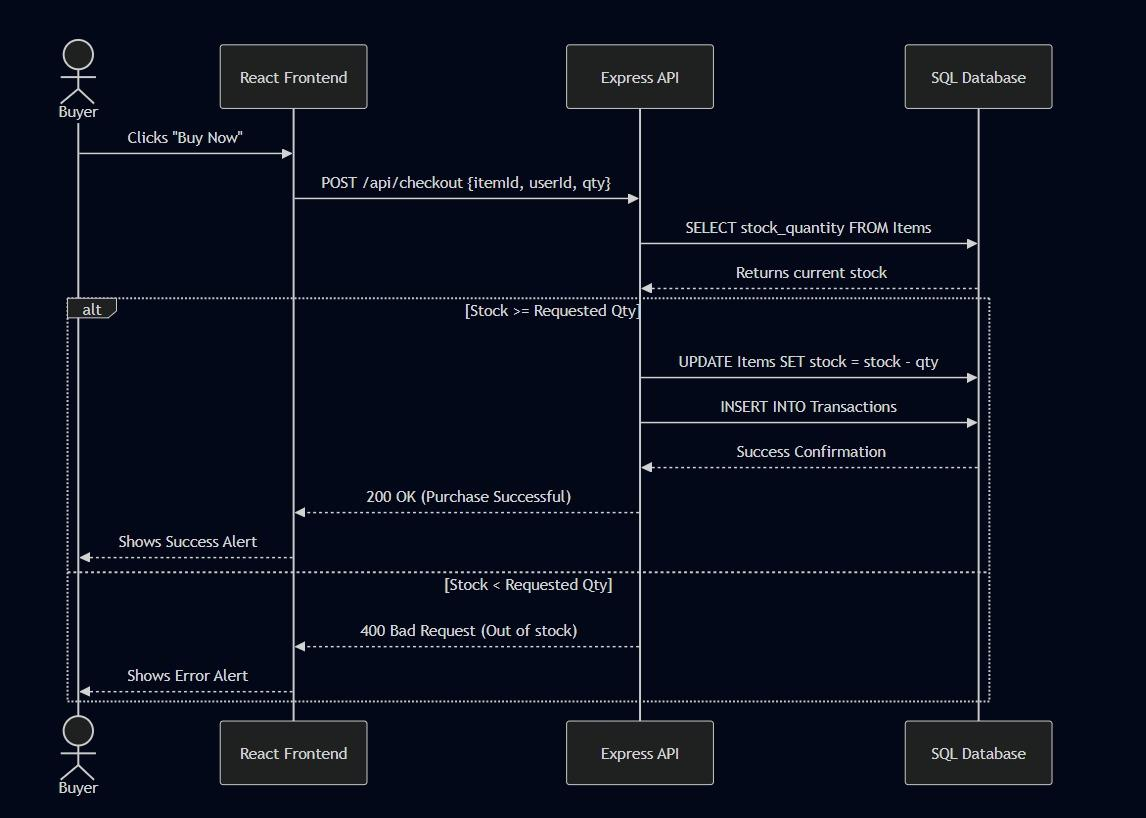 Buyer
React Frontend
Express API
SQL Database
Clicks "Buy Now"
POST /api/checkout {itemId, userId, qty}
SELECT stock_quantity FROM Items
Returns current stock
alt
[Stock >= Requested Qty]
UPDATE Items SET stock = stock - qty
INSERT INTO Transactions
Success Confirmation
200 OK (Purchase Successful)
Shows Success Alert
[Stock < Requested Qty]
400 Bad Request (Out of stock)
Shows Error Alert
Buyer
React Frontend
Express API
SQL Database